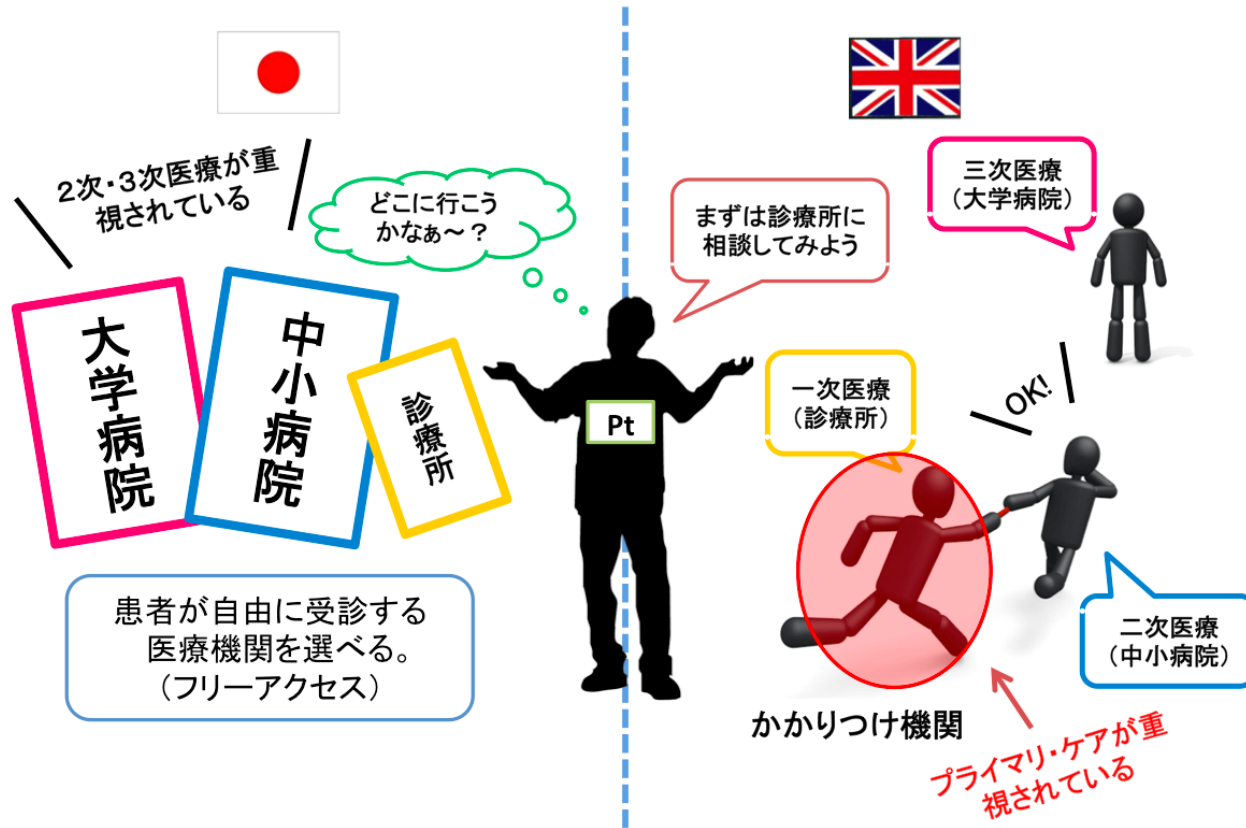 2次・3次医療が重
視されている
どこに行こう
かなぁ～？
大学病院
中小病院
診療所
患者が自由に受診する
医療機関を選べる。
（フリーアクセス）
Pt
まずは診療所に
相談してみよう
三次医療
（大学病院）
一次医療
（診療所）
OK!
二次医療
（中小病院）
かかりつけ機関
プライマリ・ケアが重
視されている